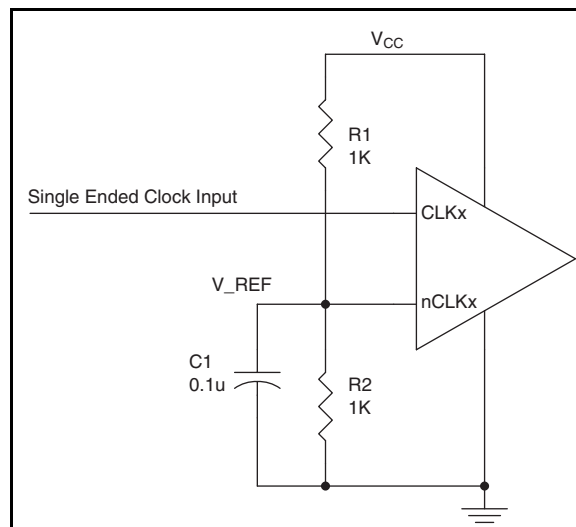 VCC
R1
1K
Single Ended Clock Input
CLKx
V_REF
nCLKx
C1
0.1u
R2
1K